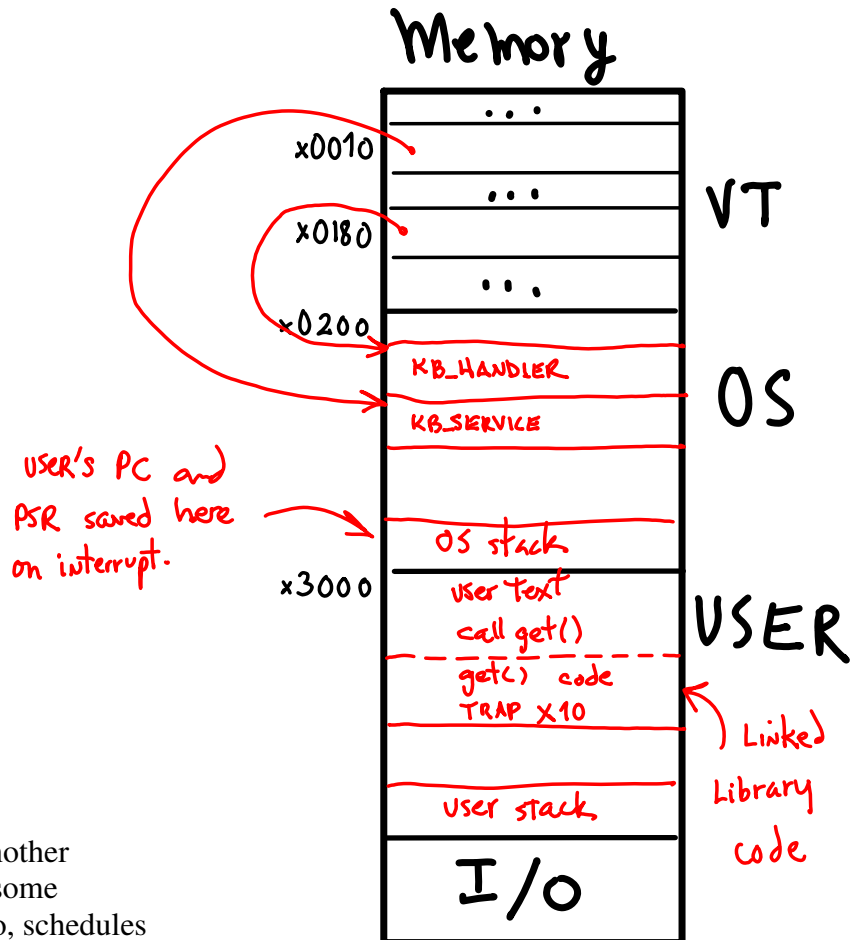 Memory
...
x0010
...
VT
x0180
...
x0200
KB_HANDLER
OS
KB_SERVICE
USER'S PC and
PSR saved here
on interrupt.
OS stack
x3000
user Text
call get()
USER
get() code
TRAP X10
Linked
Library
code
user stack
I/O
nother
some
o, schedules